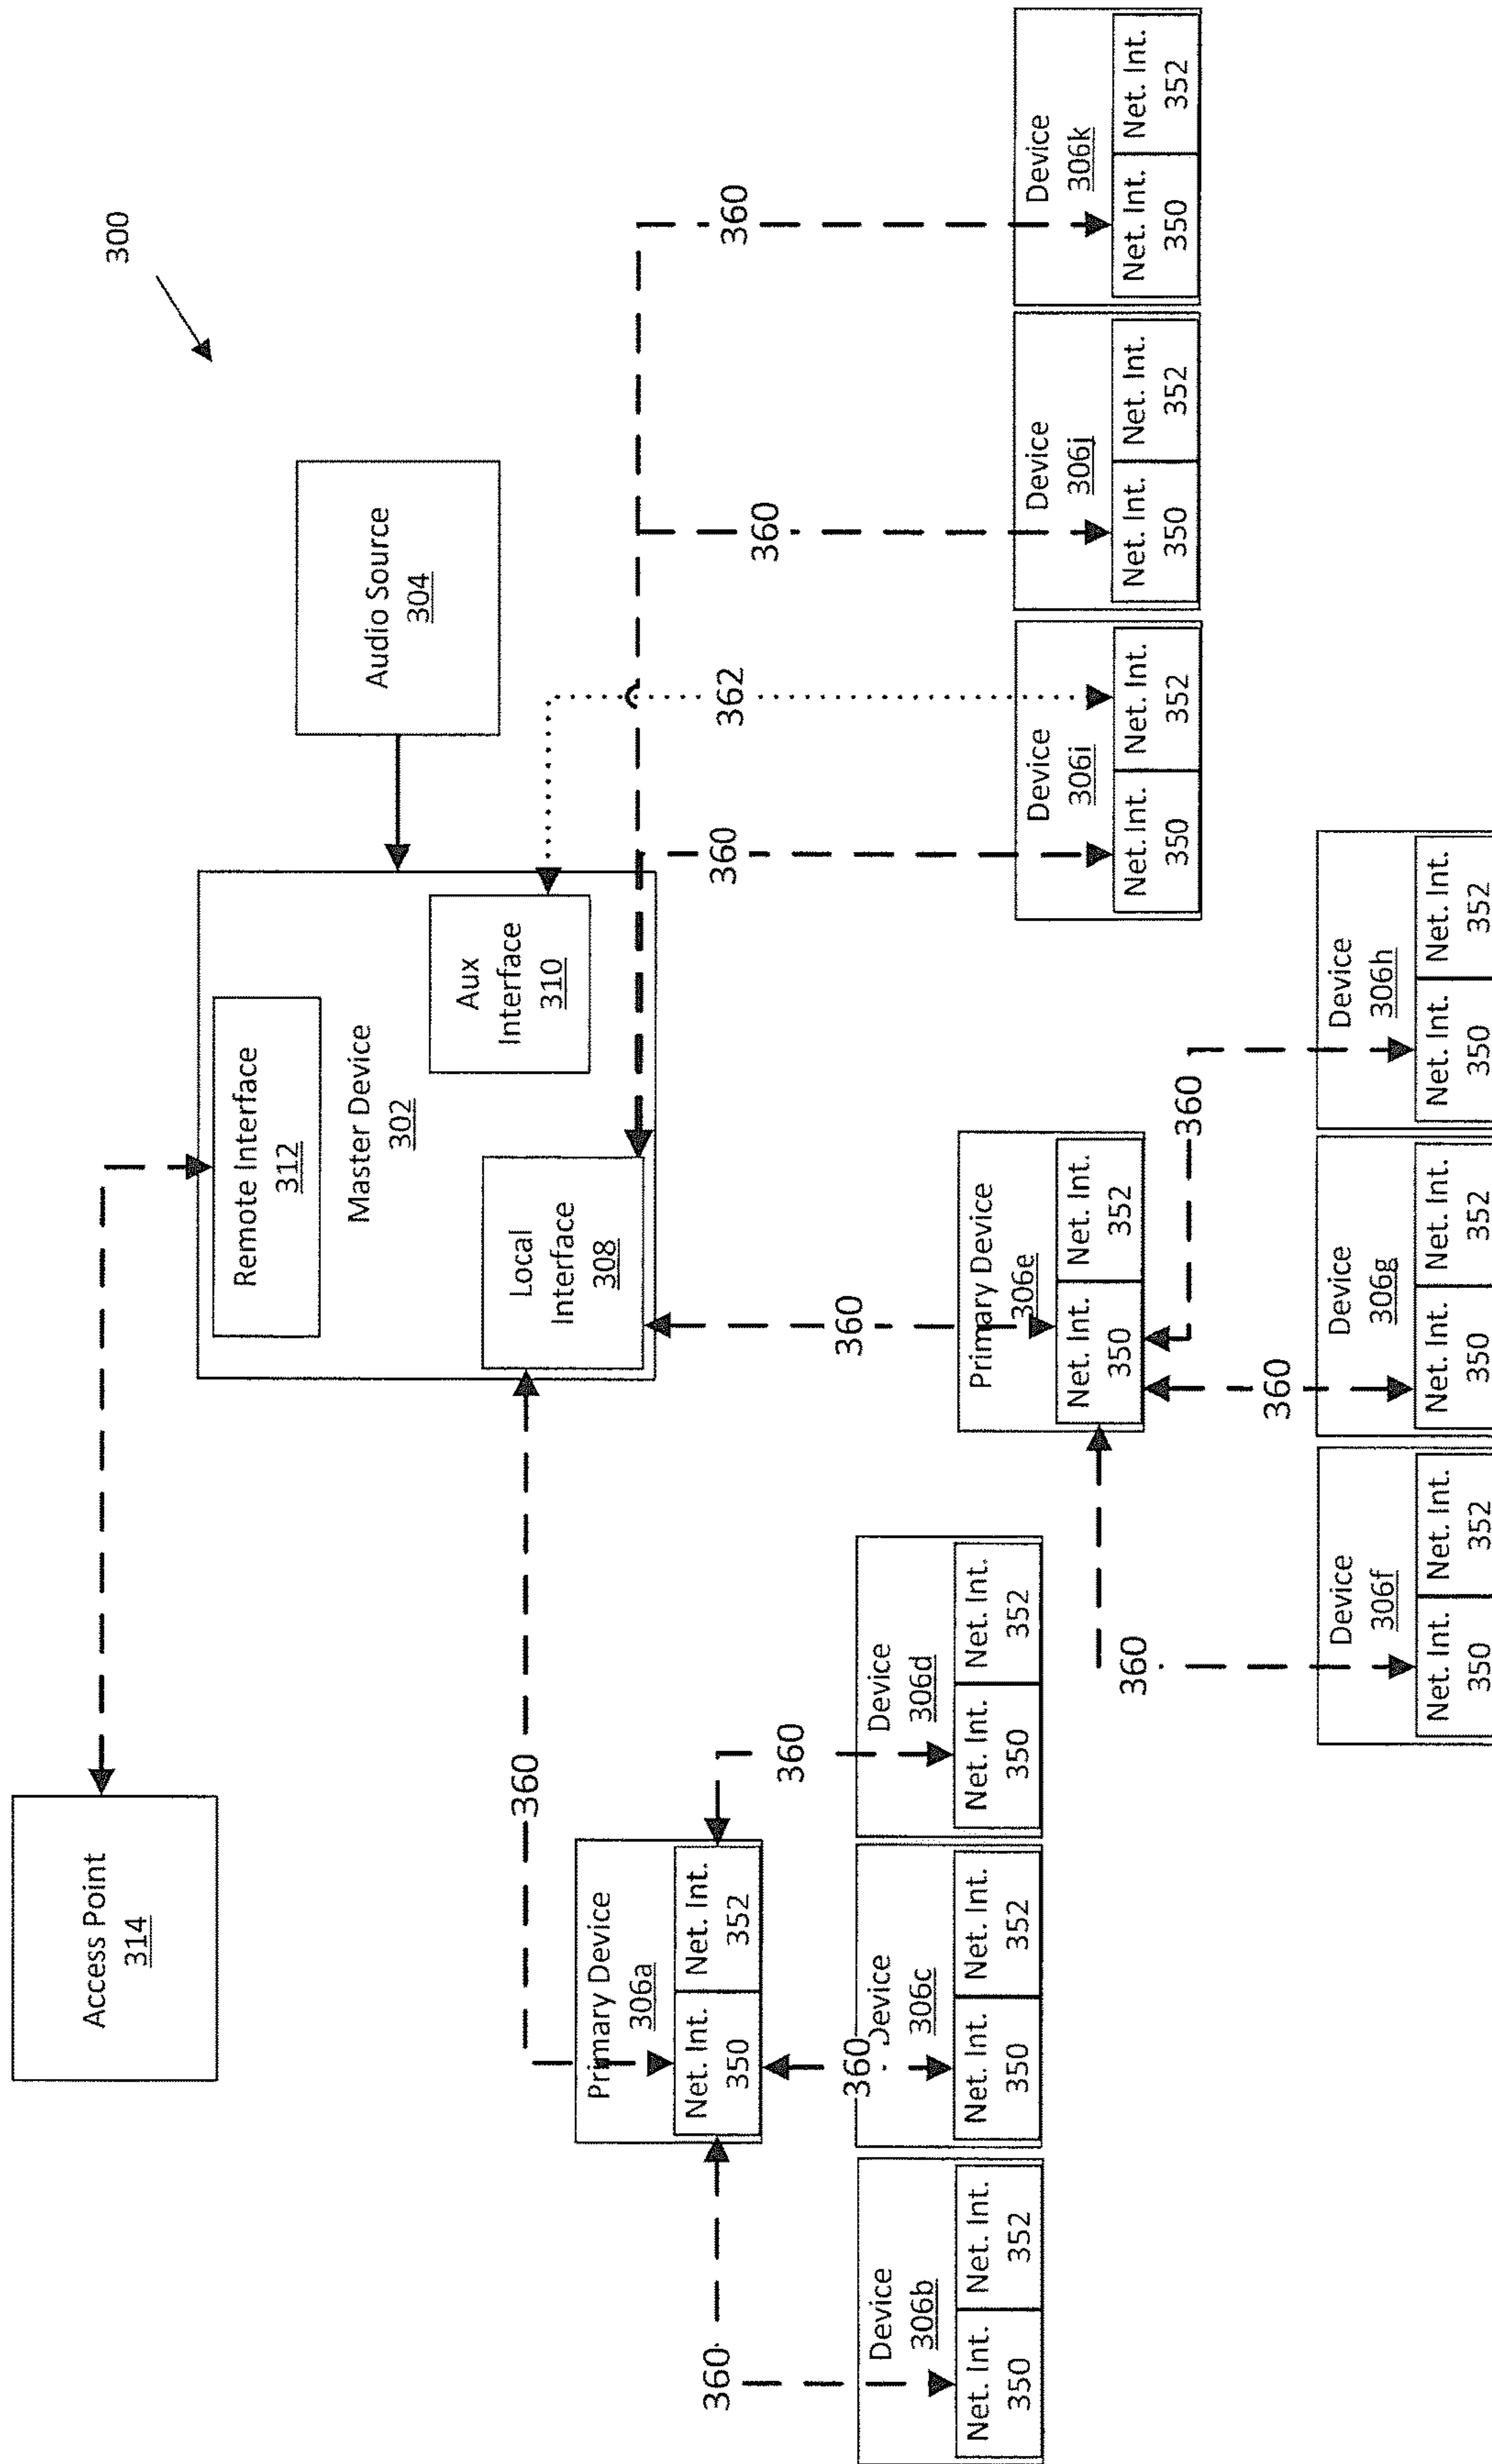 300
Access Point
314
Remote Interface
312
Master Device
302
Local
Interface
308
Aux
Interface
310
Audio Source
304
360
Primary Device
306a
Net. Int.
350
Net. Int.
352
360
360
360
Device
306b
Net. Int.
350
Net. Int.
352
Device
306c
Net. Int.
350
Net. Int.
352
Device
306d
Net. Int.
350
Net. Int.
352
360
Primary Device
306e
Net. Int.
350
Net. Int.
352
360
360
360
Device
306f
Net. Int.
350
Net. Int.
352
Device
306g
Net. Int.
350
Net. Int.
352
Device
306h
Net. Int.
350
Net. Int.
352
360
362
360
360
Device
306i
Net. Int.
350
Net. Int.
352
Device
306j
Net. Int.
350
Net. Int.
352
Device
306k
Net. Int.
350
Net. Int.
352